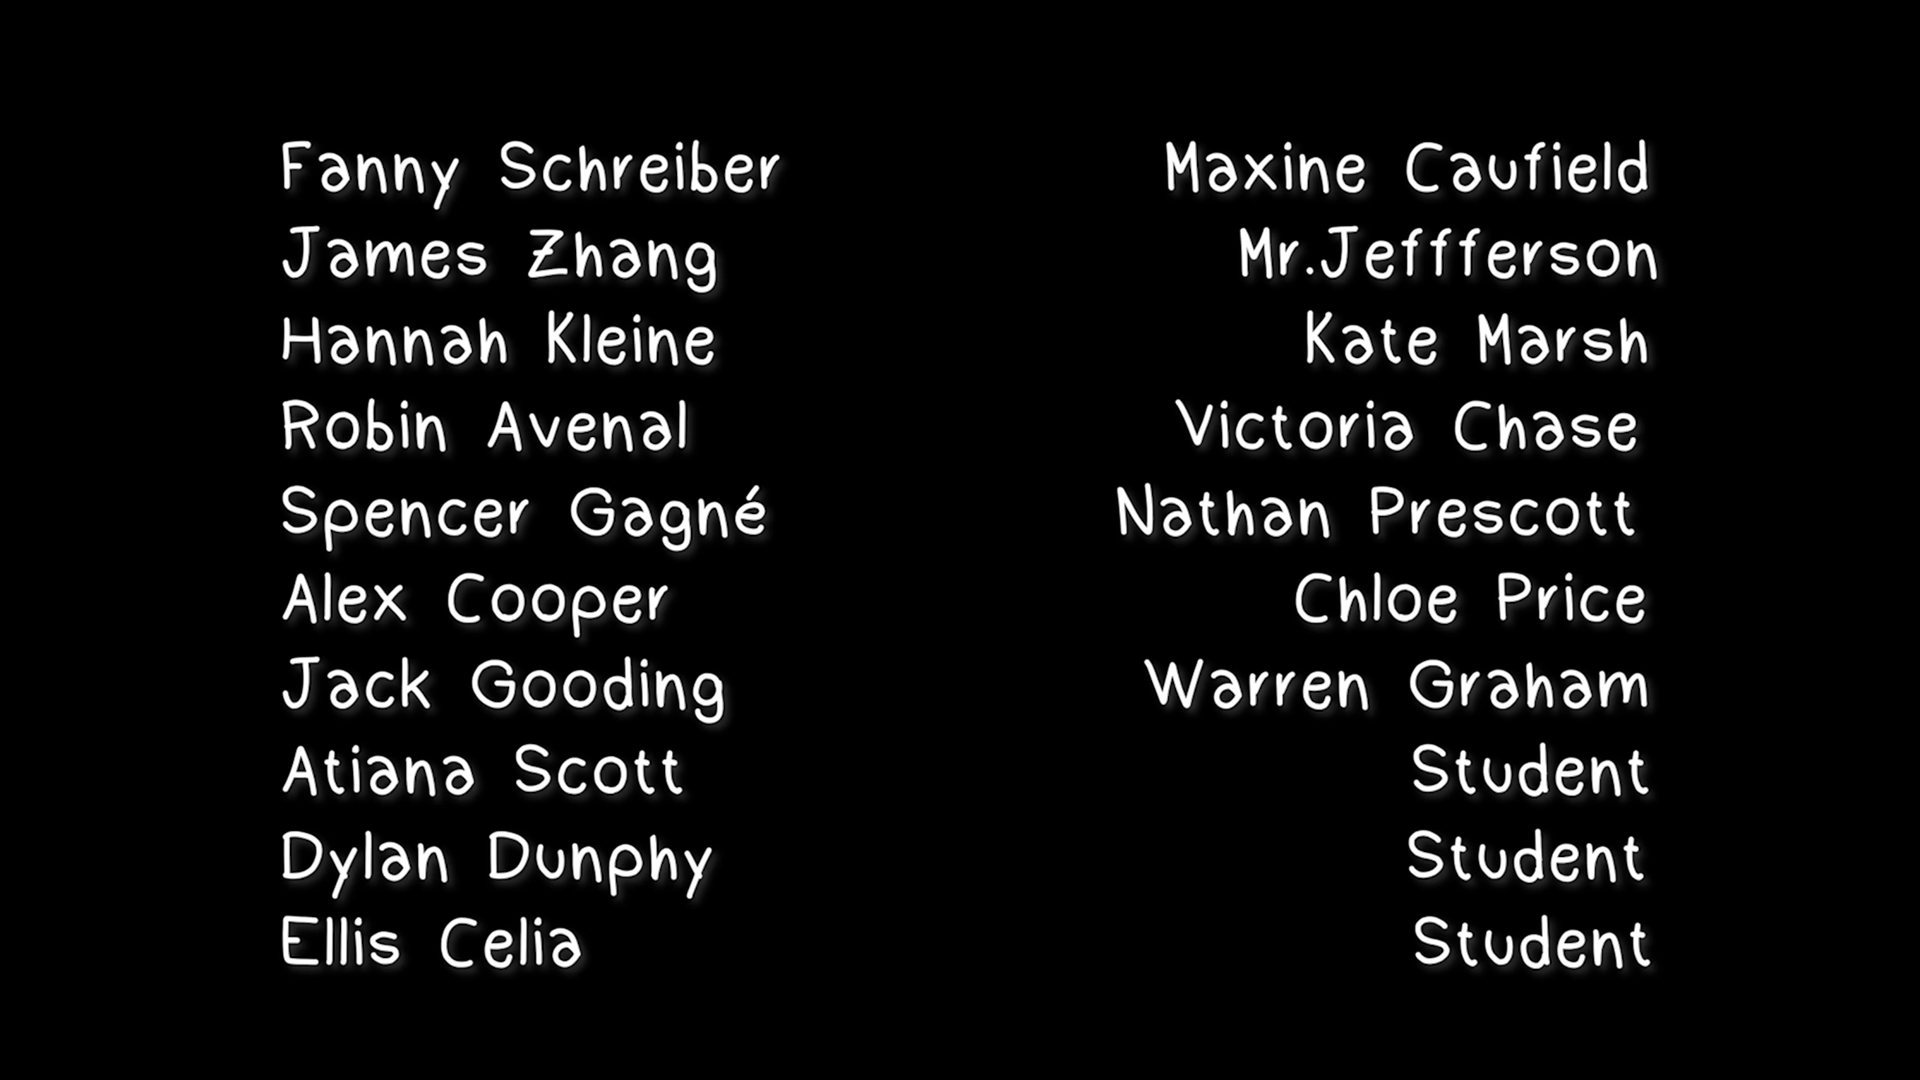 Fanny Schreiber Maxine Caufield
James Zhang Mr.Jeffferson
Hannah Kleine Kate Marsh
Robin Avenal Victoria Chase
Spencer Gagné Nathan Prescott
Alex Cooper Chloe Price
Jack Gooding Warren Graham
Atiana Scott Student
Dylan Dunphy Student
Ellis Celia Student